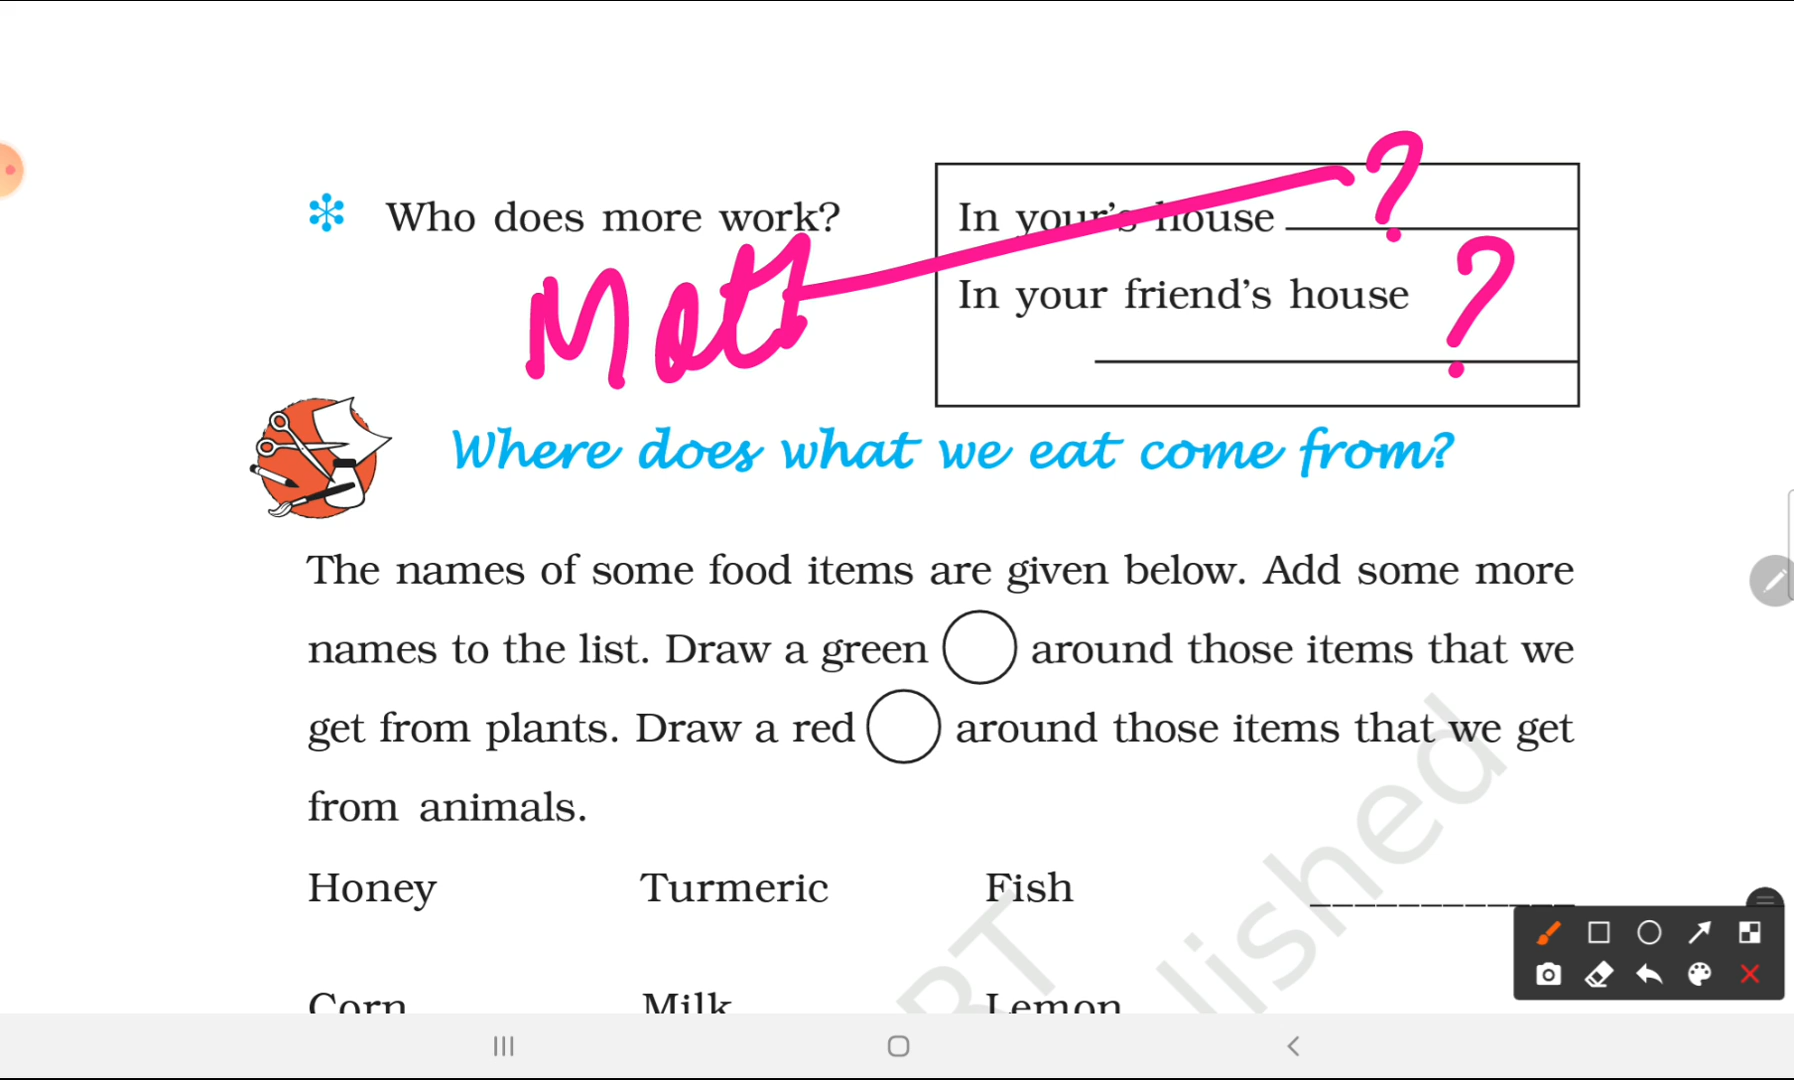 Who does more work?
In your's house
In your friend's house
Where does what we eat come from?
The names of some food items are given below. Add some more
names to the list. Draw a green around those items that we
get from plants. Draw a red around those items that we get
from animals.
Honey Turmeric Fish
Corn Milk Lemon